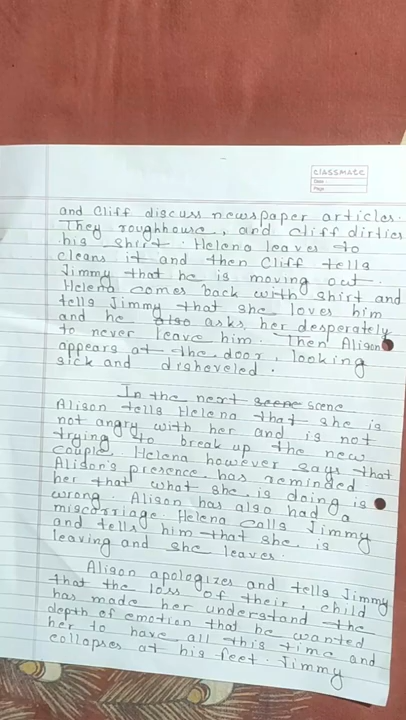 CLASSMATE
Date
Page
and Cliff discuss newspaper articles.
They roughhouse, and cliff dirties
his shirt. Helena leaves to
cleans it and then Cliff tells
Jimmy that he is moving out.
Helena comes back with shirt and
tells Jimmy that she loves him
and he also asks her desperately
to never leave him. Then Alison
appears at the door, looking
sick and disheveled.
In the next scene scene
Alison tells Helena that she is
not angry with her and is not
trying to break up the new
couple. Helena however says that
Alison's presence has reminded
her that what she is doing is
wrong. Alison has also had a
miscarriage. Helena calls Jimmy
and tells him that she is
leaving and she leaves.
Alison apologizes and tells Jimmy
that the loss of their, child
has made her understand the
depth of emotion that he wanted
her to have all this time and
collapses at his feet. Jimmy